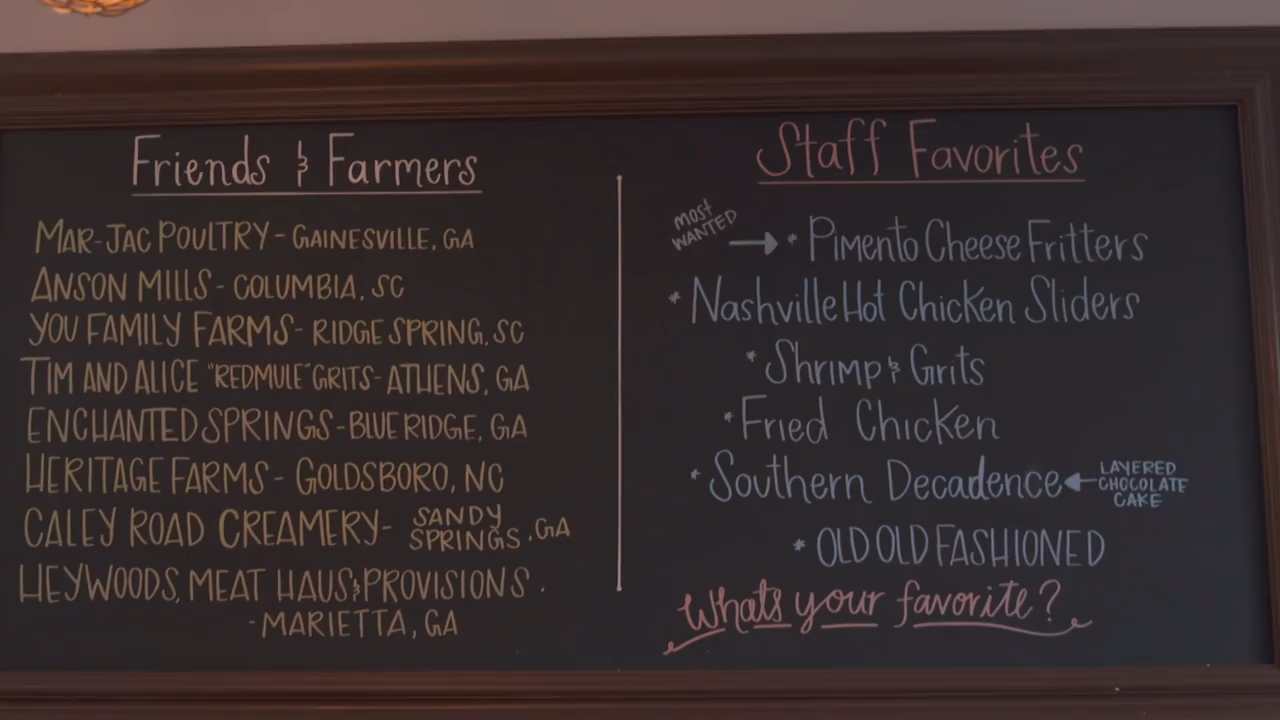 Friends & Farmers
MAR-JAC POULTRY - GAINESVILLE, GA
ANSON MILLS - COLUMBIA, SC
YOU FAMILY FARMS - RIDGE SPRING, SC
TIM AND ALICE "REDMULE" GRITS - ATHENS, GA
ENCHANTED SPRINGS - BLUE RIDGE, GA
HERITAGE FARMS - GOLDSBORO, NC
CALEY ROAD CREAMERY - SANDY SPRINGS, GA
HEYWOODS, MEAT HAUS & PROVISIONS.
- MARIETTA, GA
Staff Favorites
most WANTED → * Pimento Cheese Fritters
* Nashville Hot Chicken Sliders
* Shrimp & Grits
* Fried Chicken
* Southern Decadence ← LAYERED CHOCOLATE CAKE
* OLD OLD FASHIONED
Whats your favorite?